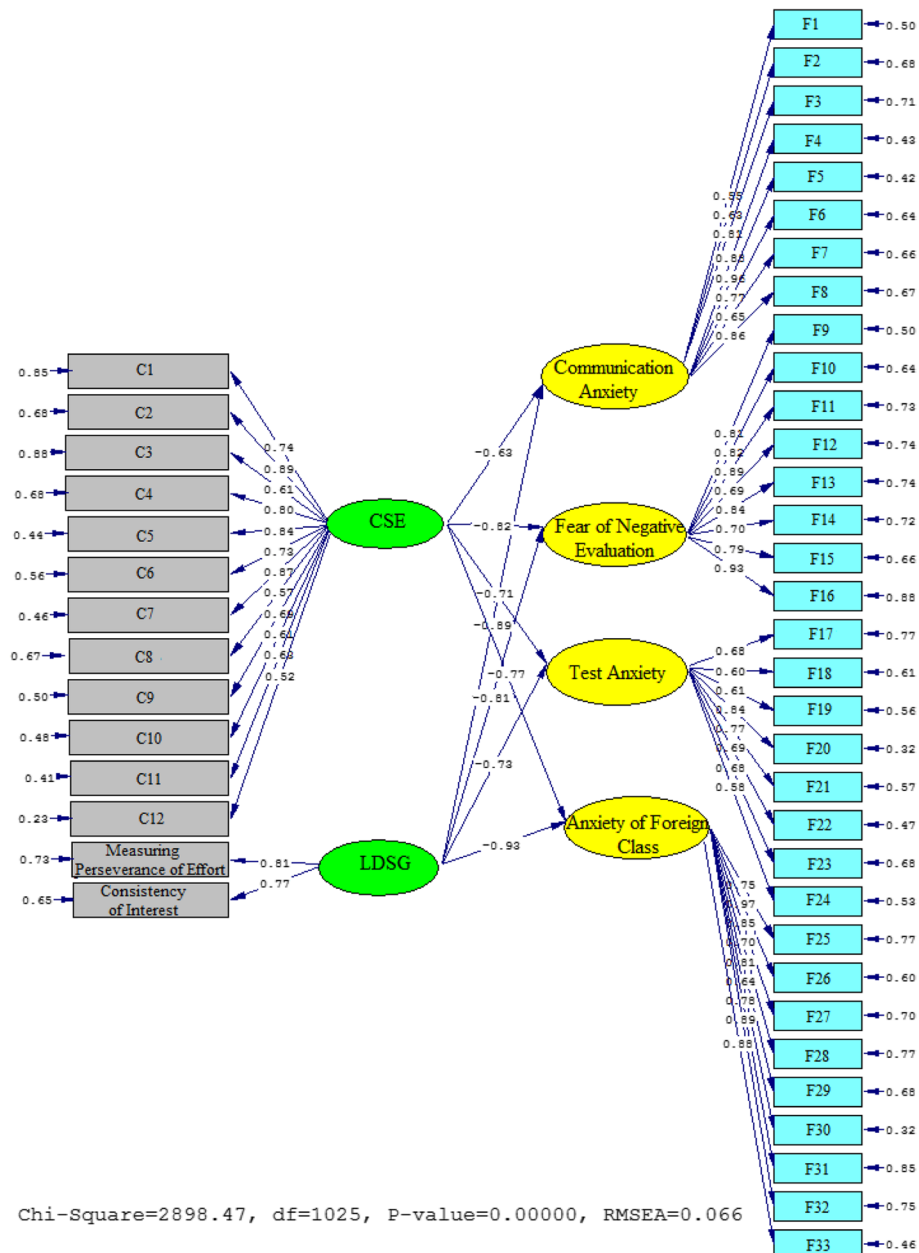 F1
0.50
F2
0.68
F3
0.71
F4
0.43
F5
0.42
F6
0.64
F7
0.66
F8
0.67
F9
0.50
F10
0.64
F11
0.73
F12
0.74
F13
0.74
F14
0.72
F15
0.66
F16
0.88
F17
0.77
F18
0.61
F19
0.56
F20
0.32
F21
0.57
F22
0.47
F23
0.68
F24
0.53
F25
0.77
F26
0.60
F27
0.70
F28
0.77
F29
0.68
F30
0.32
F31
0.85
F32
0.75
F33
0.46
0.55
0.63
0.81
0.88
0.96
0.77
0.65
0.86
0.81
0.82
0.89
0.69
0.84
0.70
0.79
0.93
0.68
0.60
0.61
0.84
0.77
0.69
0.68
0.58
0.75
0.97
0.85
0.70
0.81
0.64
0.78
0.89
0.88
Communication
Anxiety
Fear of Negative
Evaluation
Test Anxiety
Anxiety of Foreign
Class
-0.63
-0.82
-0.71
-0.89
-0.77
-0.81
-0.73
-0.93
CSE
LDSG
0.74
0.89
0.61
0.80
0.84
0.73
0.87
0.57
0.69
0.61
0.63
0.52
0.81
0.77
0.85
C1
0.68
C2
0.88
C3
0.68
C4
0.44
C5
0.56
C6
0.46
C7
0.67
C8
0.50
C9
0.48
C10
0.41
C11
0.23
C12
0.73
Measuring
Perseverance of Effort
0.65
Consistency
of Interest
Chi-Square=2898.47, df=1025, P-value=0.00000, RMSEA=0.066